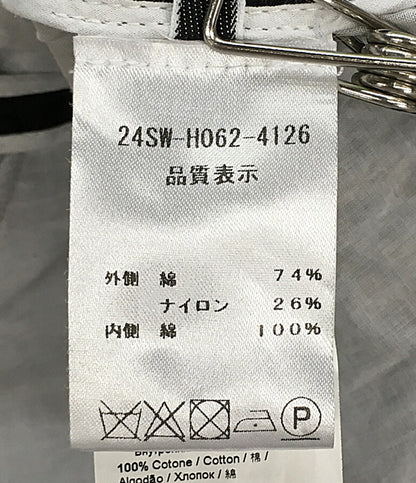 24SW-H062-4126
品質表示
外側 綿 74%
ナイロン 26%
内側 綿 100%
P
100% Cotone / Cotton / 棉 /
Algodão / Хлопок / 綿